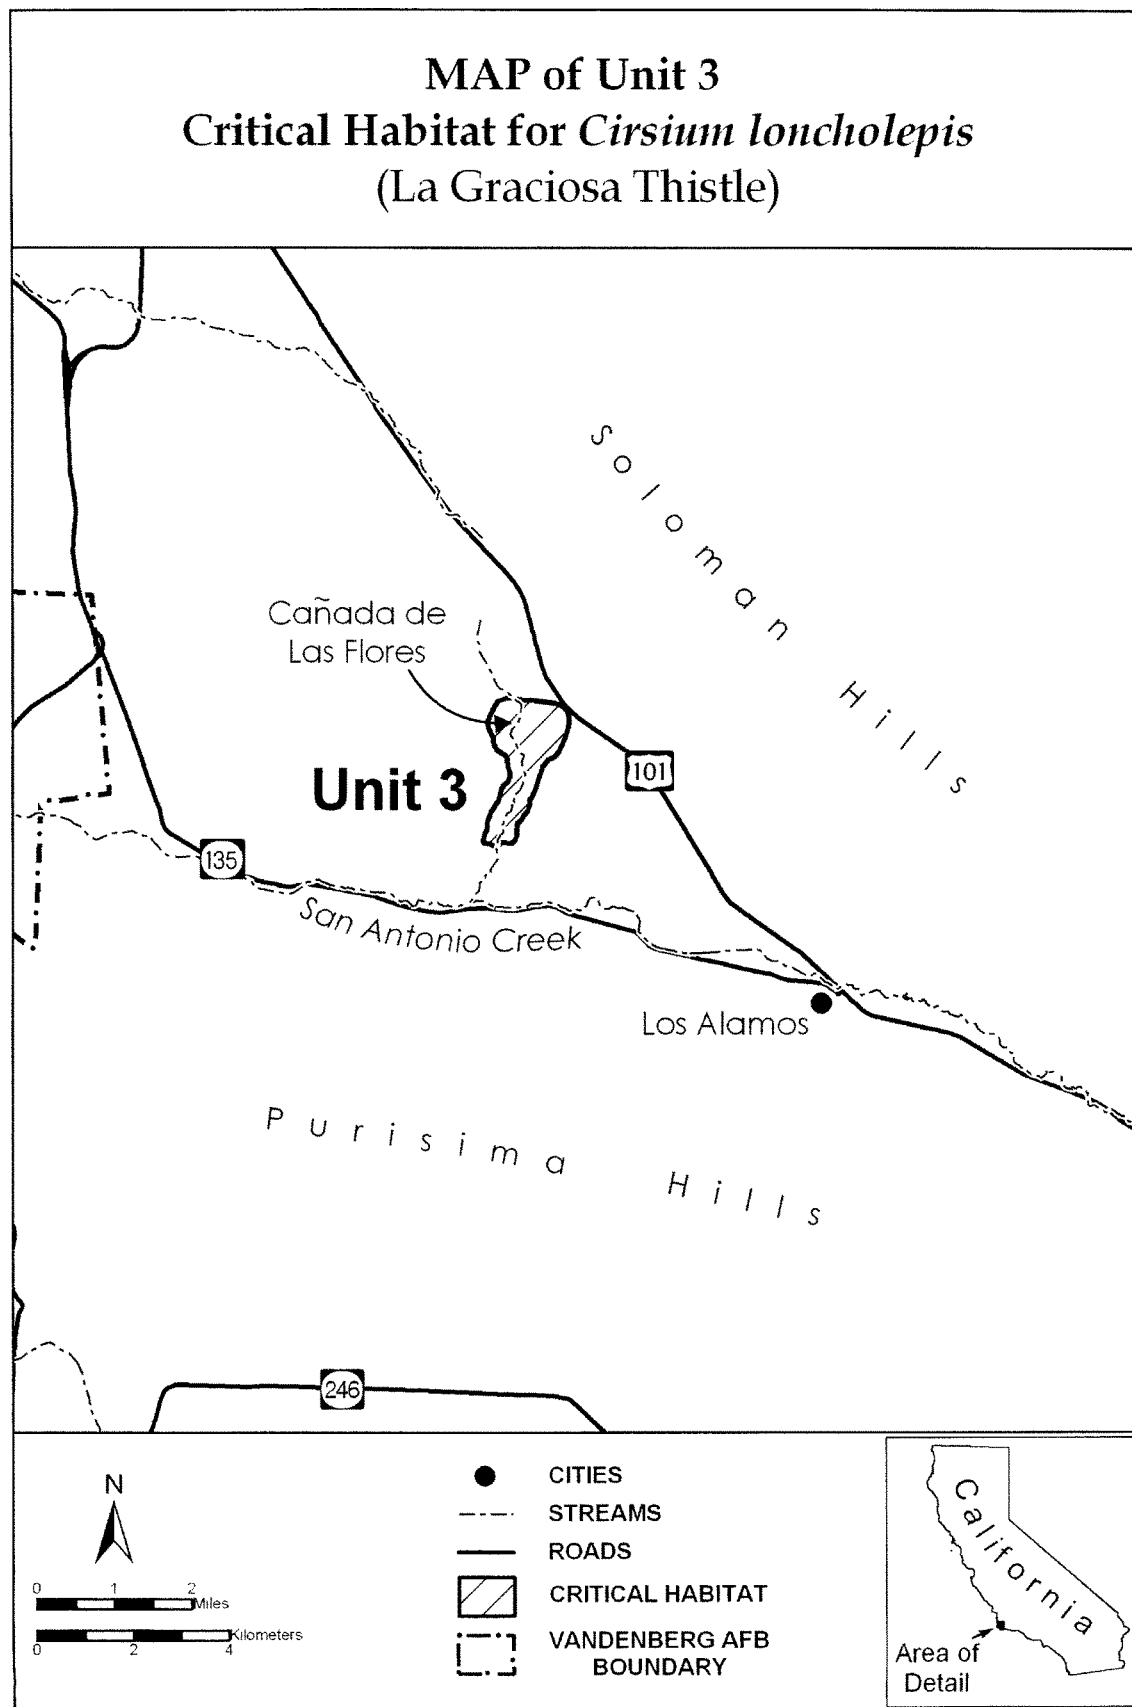 MAP of Unit 3
Critical Habitat for Cirsium loncholepis
(La Graciosa Thistle)
Soloman Hills
Cañada de
Las Flores
101
Unit 3
135
San Antonio Creek
Los Alamos
Purisima Hills
246
N
0 1 2
Miles
Kilometers
0 2 4
CITIES
STREAMS
ROADS
CRITICAL HABITAT
VANDENBERG AFB
BOUNDARY
California
Area of
Detail